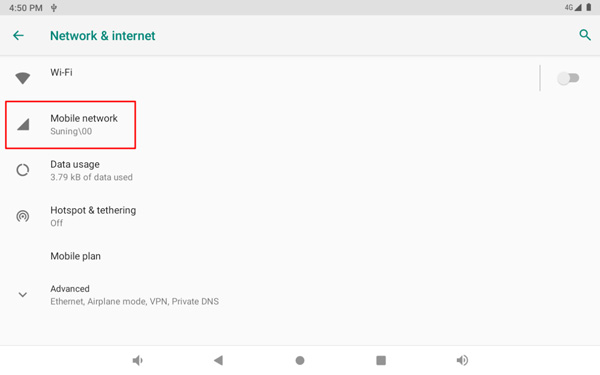 4:50 PM
4G
Network & internet
Wi-Fi
Mobile network
Suning\00
Data usage
3.79 kB of data used
Hotspot & tethering
Off
Mobile plan
Advanced
Ethernet, Airplane mode, VPN, Private DNS